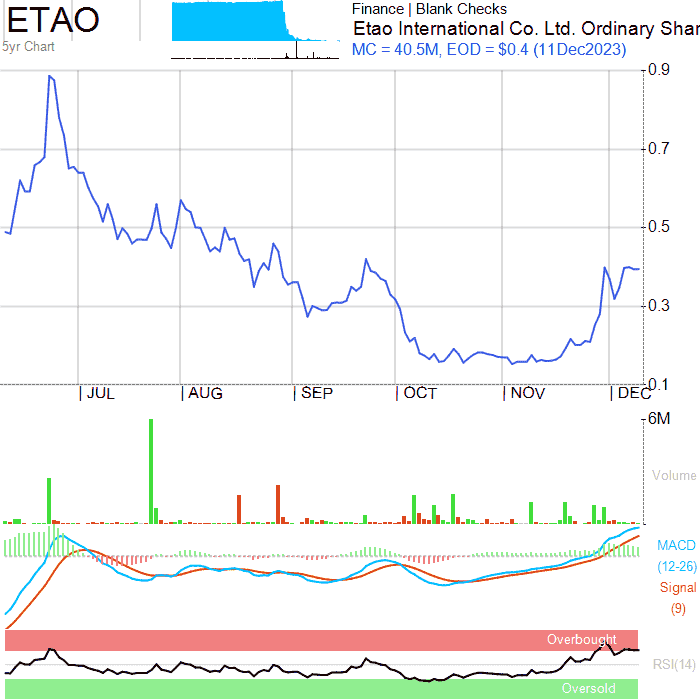 ETAO
5yr Chart
Finance | Blank Checks
Etao International Co. Ltd. Ordinary Shar
MC = 40.5M, EOD = $0.4 (11Dec2023)
0.9
0.7
0.5
0.3
0.1
JUL
AUG
SEP
OCT
NOV
DEC
6M
Volume
MACD
(12-26)
Signal
(9)
Overbought
RSI(14)
Oversold